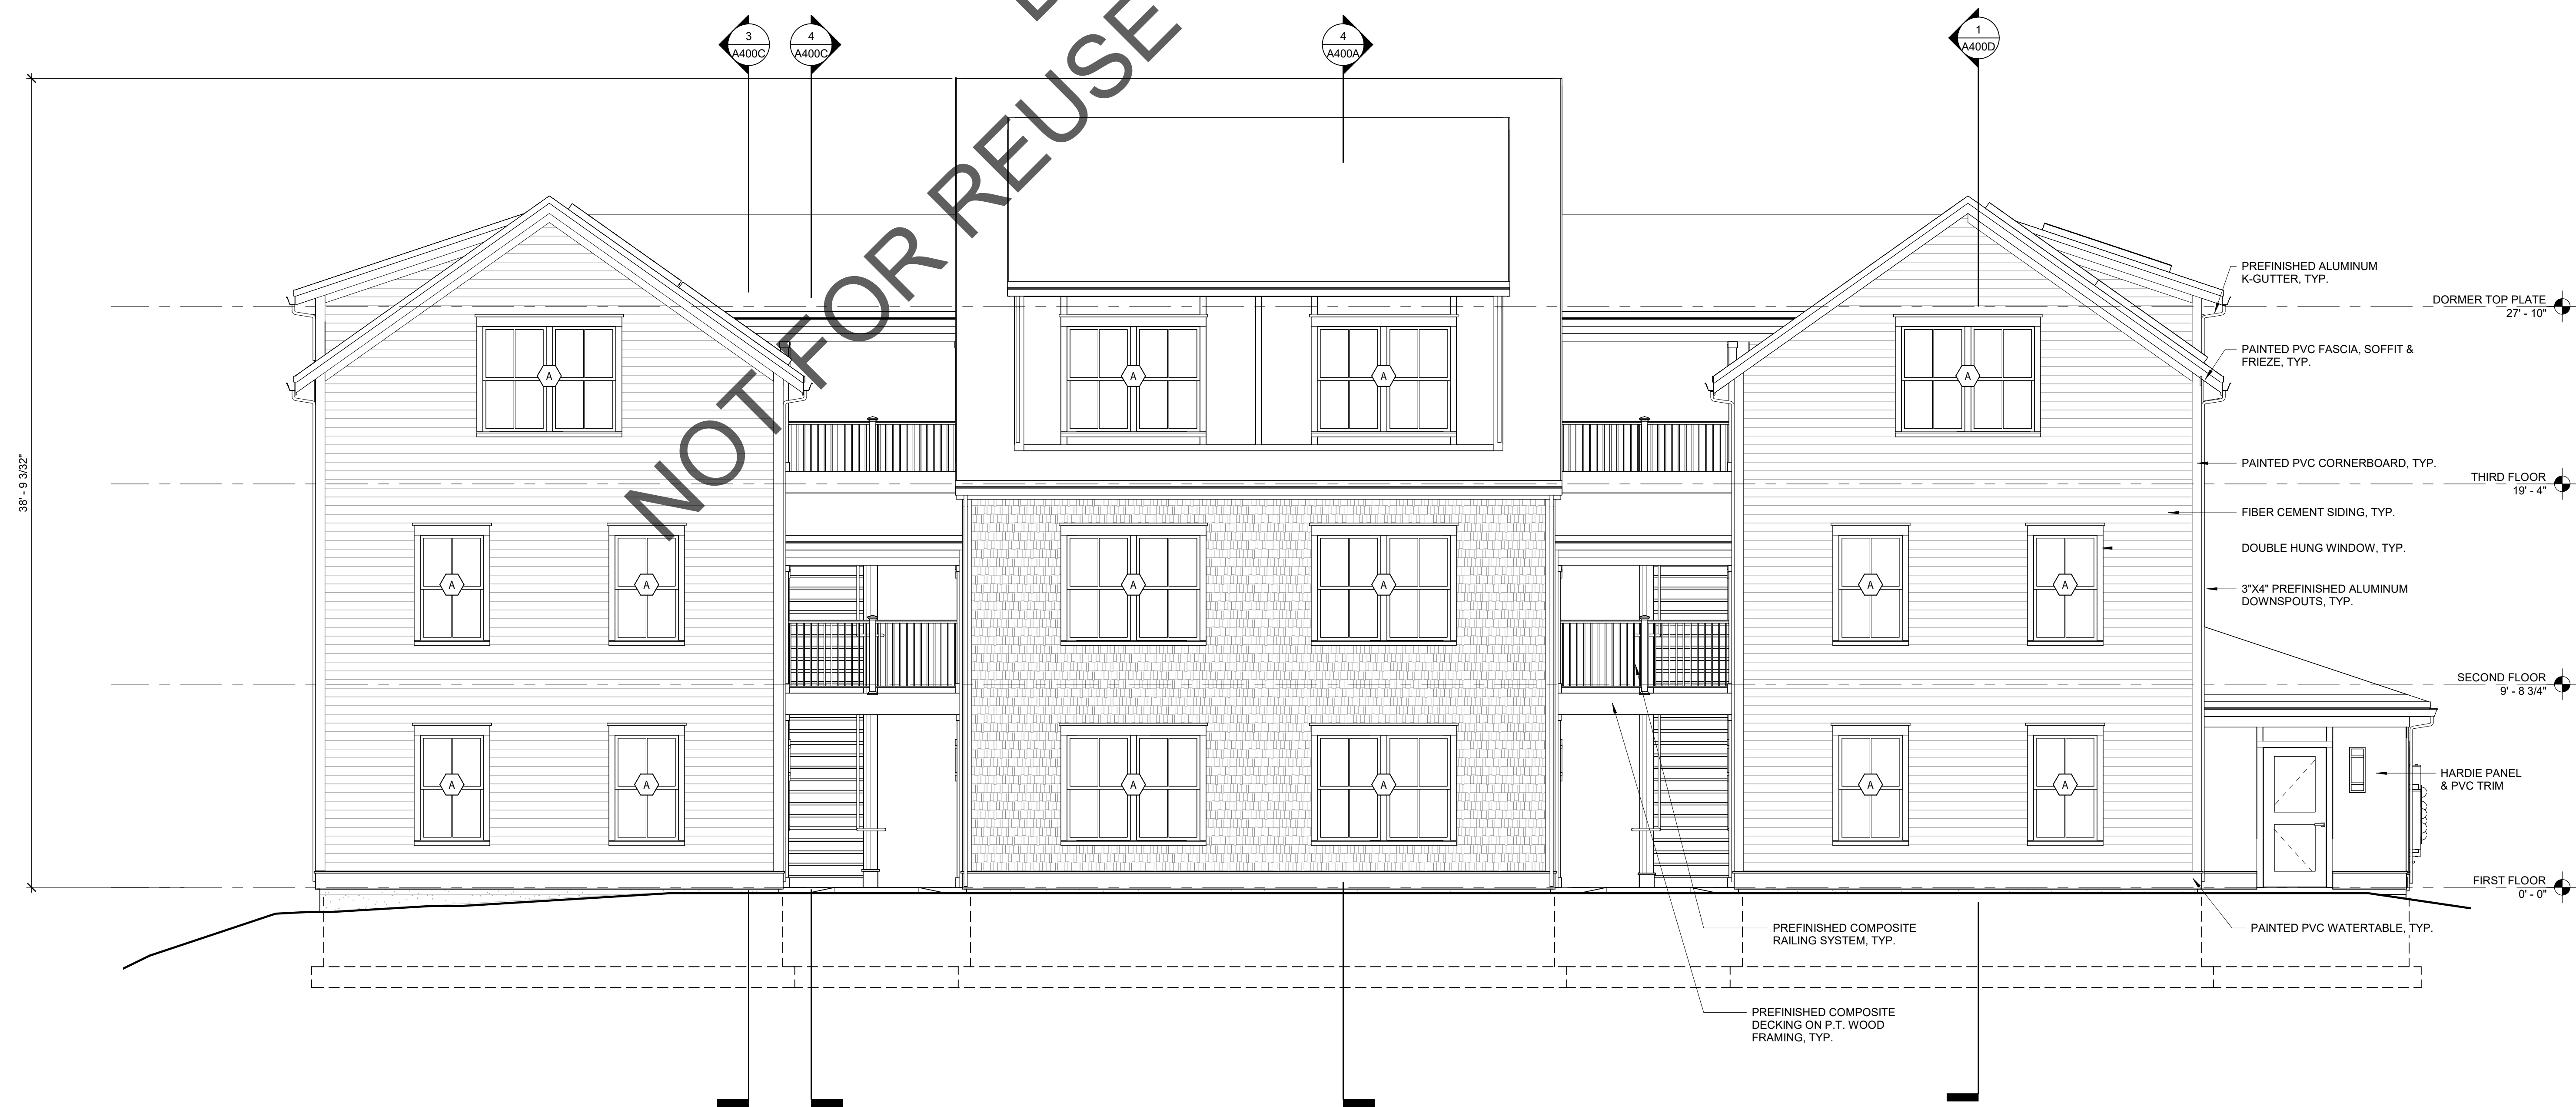 3
A400C
4
A400C
4
A400A
1
A400D
NOT FOR REUSE
38' - 9 3/32"
PREFINISHED ALUMINUM
K-GUTTER, TYP.
DORMER TOP PLATE
27' - 10"
PAINTED PVC FASCIA, SOFFIT &
FRIEZE, TYP.
A
A
A
A
PAINTED PVC CORNERBOARD, TYP.
THIRD FLOOR
19' - 4"
FIBER CEMENT SIDING, TYP.
DOUBLE HUNG WINDOW, TYP.
A
A
A
A
A
A
3"X4" PREFINISHED ALUMINUM
DOWNSPOUTS, TYP.
SECOND FLOOR
9' - 8 3/4"
A
A
A
A
A
A
HARDIE PANEL
& PVC TRIM
FIRST FLOOR
0' - 0"
PREFINISHED COMPOSITE
RAILING SYSTEM, TYP.
PAINTED PVC WATERTABLE, TYP.
PREFINISHED COMPOSITE
DECKING ON P.T. WOOD
FRAMING, TYP.